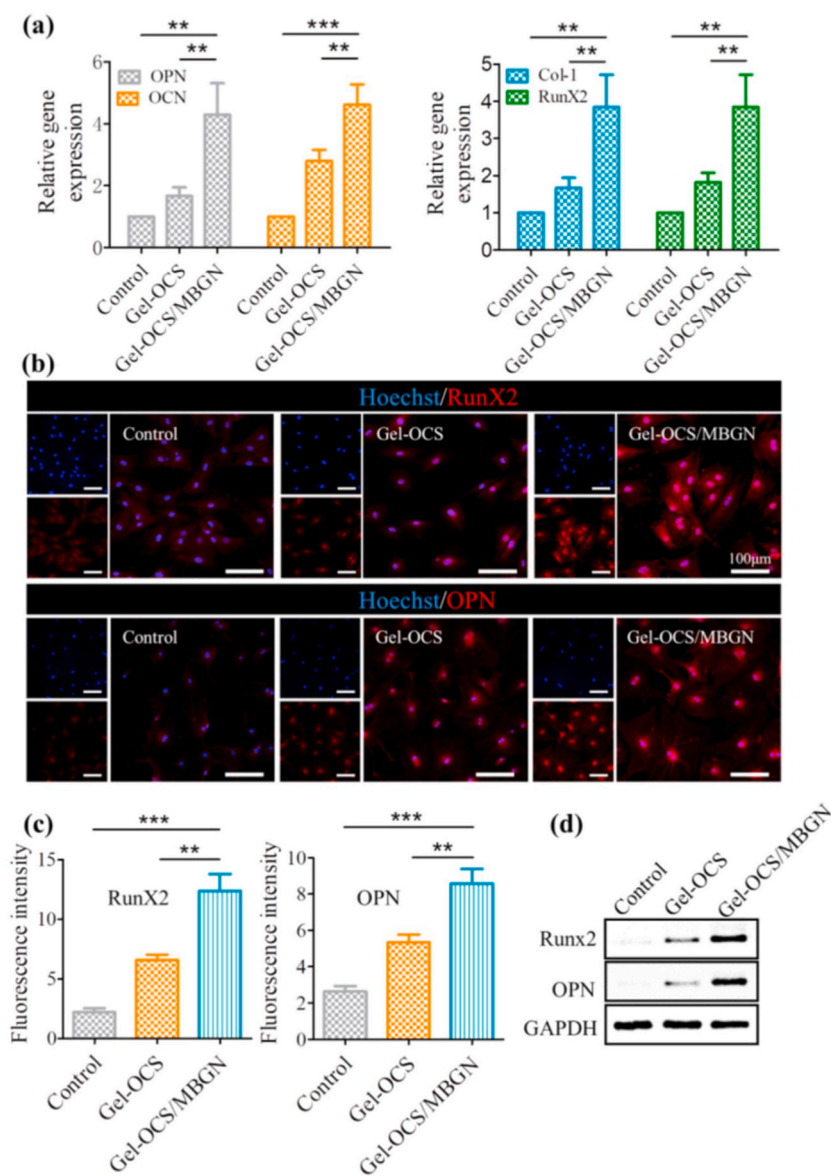 (a)
** *** ** **
** ** ** **
OPN
OCN
Col-1
RunX2
Relative gene
expression
6
4
2
0
Control
Gel-OCS
Gel-OCS/MBGN
Control
Gel-OCS
Gel-OCS/MBGN
Relative gene
expression
5
4
3
2
1
0
Control
Gel-OCS
Gel-OCS/MBGN
Control
Gel-OCS
Gel-OCS/MBGN
(b)
Hoechst/RunX2
Control
Gel-OCS
Gel-OCS/MBGN
100μm
Hoechst/OPN
Control
Gel-OCS
Gel-OCS/MBGN
(c)
***
**
RunX2
Fluorescence intensity
15
10
5
0
Control
Gel-OCS
Gel-OCS/MBGN
***
**
OPN
Fluorescence intensity
10
8
6
4
2
0
Control
Gel-OCS
Gel-OCS/MBGN
(d)
Control
Gel-OCS
Gel-OCS/MBGN
Runx2
OPN
GAPDH